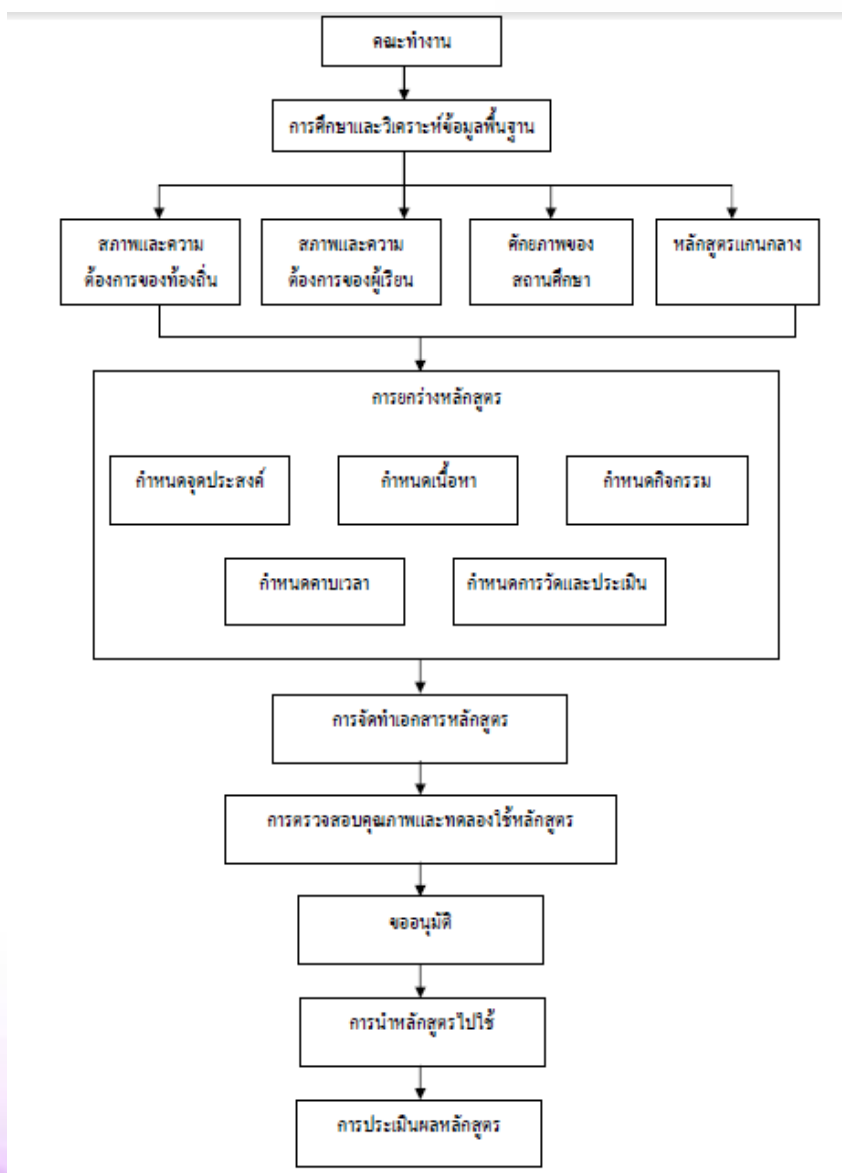 คณะทำงาน
การศึกษาและวิเคราะห์ข้อมูลพื้นฐาน
สภาพและความ
ต้องการของท้องถิ่น
สภาพและความ
ต้องการของผู้เรียน
ศักยภาพของ
สถานศึกษา
หลักสูตรแกนกลาง
การยกร่างหลักสูตร
กำหนดจุดประสงค์
กำหนดเนื้อหา
กำหนดกิจกรรม
กำหนดคาบเวลา
กำหนดการวัดและประเมิน
การจัดทำเอกสารหลักสูตร
การตรวจสอบคุณภาพและทดลองใช้หลักสูตร
ขออนุมัติ
การนำหลักสูตรไปใช้
การประเมินผลหลักสูตร